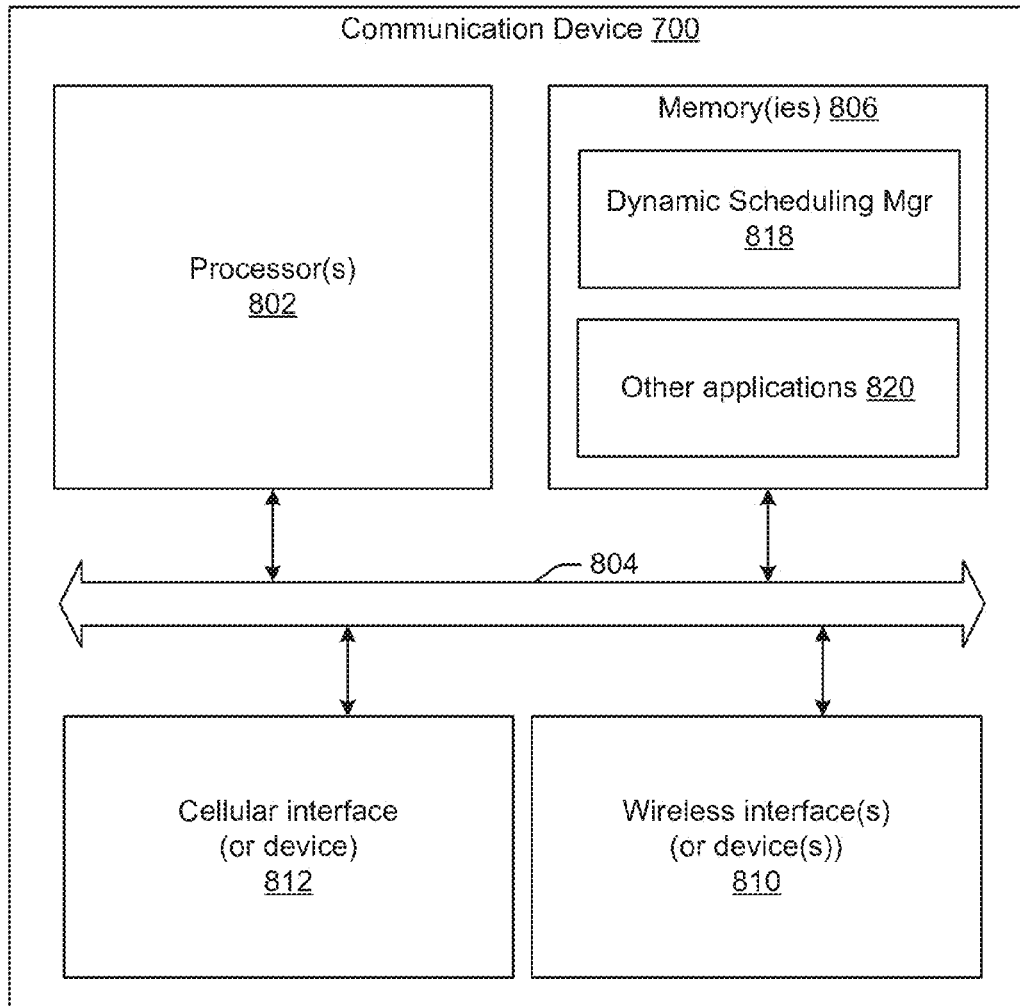 Communication Device 700
Processor(s)
802
Memory(ies) 806
Dynamic Scheduling Mgr
818
Other applications 820
804
Cellular interface
(or device)
812
Wireless interface(s)
(or device(s))
810